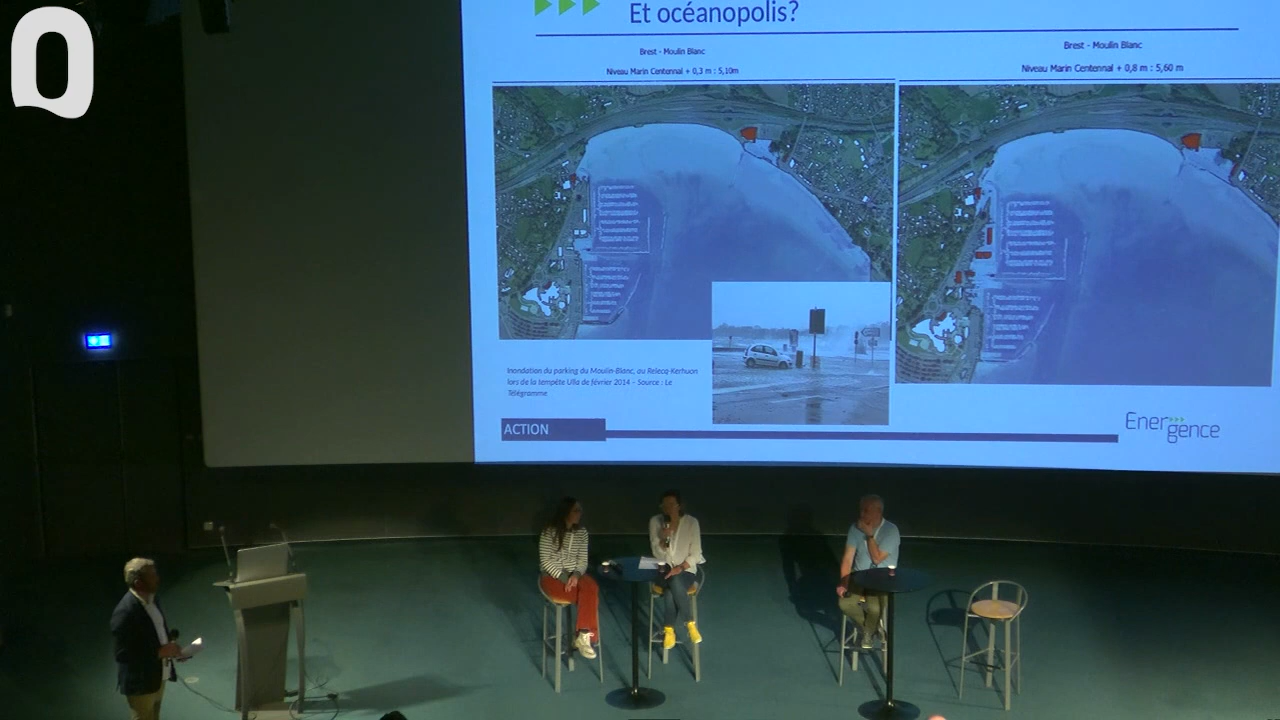 Et océanopolis?
Brest - Moulin Blanc
Niveau Marin Centennal + 0,3 m : 5,10m
Brest - Moulin Blanc
Niveau Marin Centennal + 0,8 m : 5,60 m
Inondation du parking du Moulin-Blanc, au Relecq-Kerhuon
lors de la tempête Ulla de février 2014 – Source : Le
Télégramme
ACTION
Energence